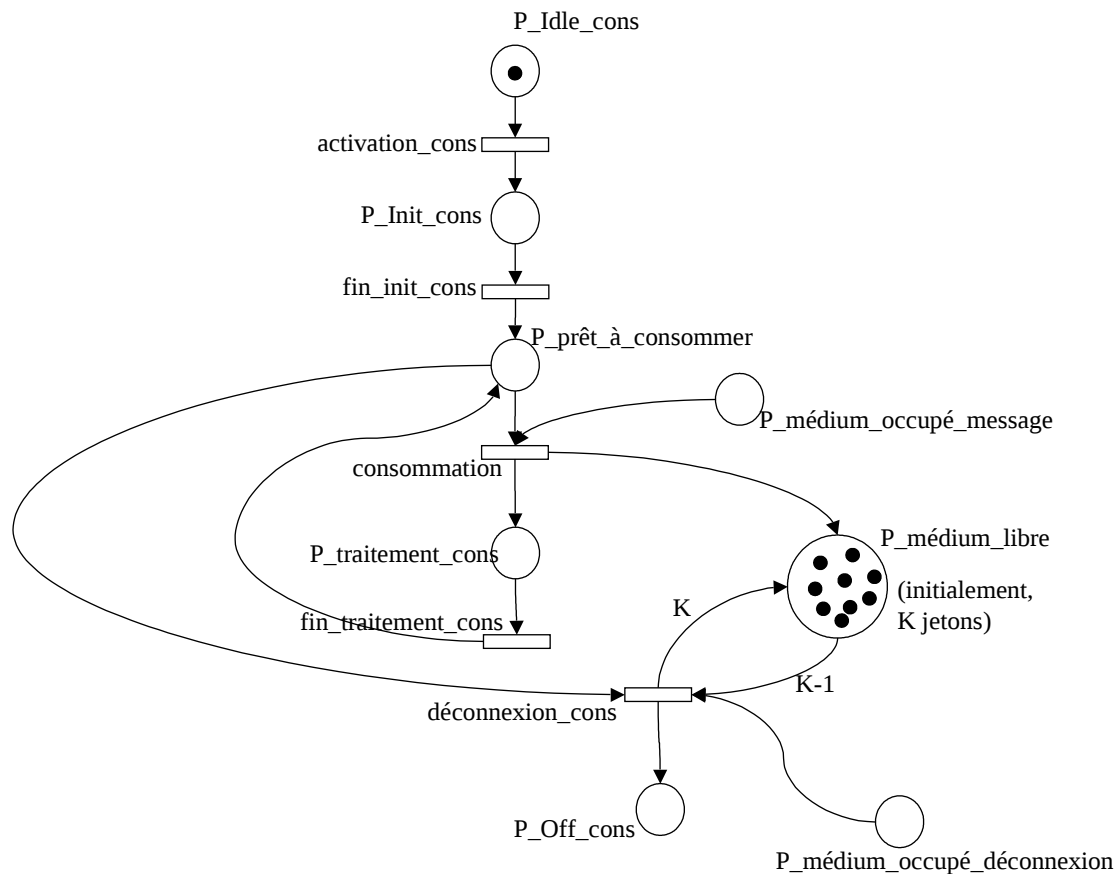 P_Idle_cons
activation_cons
P_Init_cons
fin_init_cons
P_prêt_à_consommer
P_médium_occupé_message
consommation
P_médium_libre
P_traitement_cons
(initialement,
K jetons)
K
fin_traitement_cons
K-1
déconnexion_cons
P_Off_cons
P_médium_occupé_déconnexion